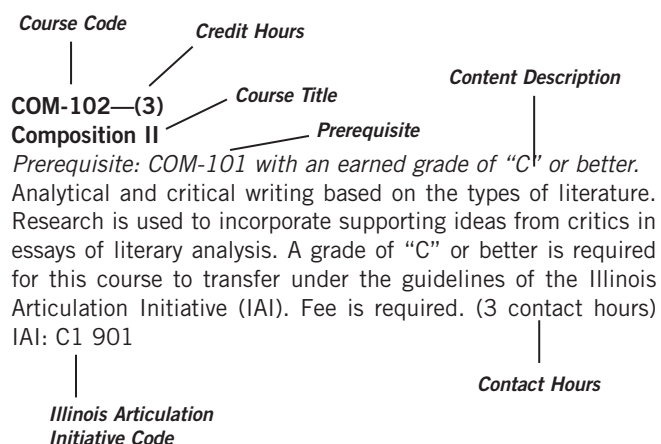 Course Code
Credit Hours
Content Description
COM-102—(3)
Course Title
Composition II
Prerequisite
Prerequisite: COM-101 with an earned grade of “C” or better.
Analytical and critical writing based on the types of literature.
Research is used to incorporate supporting ideas from critics in
essays of literary analysis. A grade of “C” or better is required
for this course to transfer under the guidelines of the Illinois
Articulation Initiative (IAI). Fee is required. (3 contact hours)
IAI: C1 901
Contact Hours
Illinois Articulation
Initiative Code